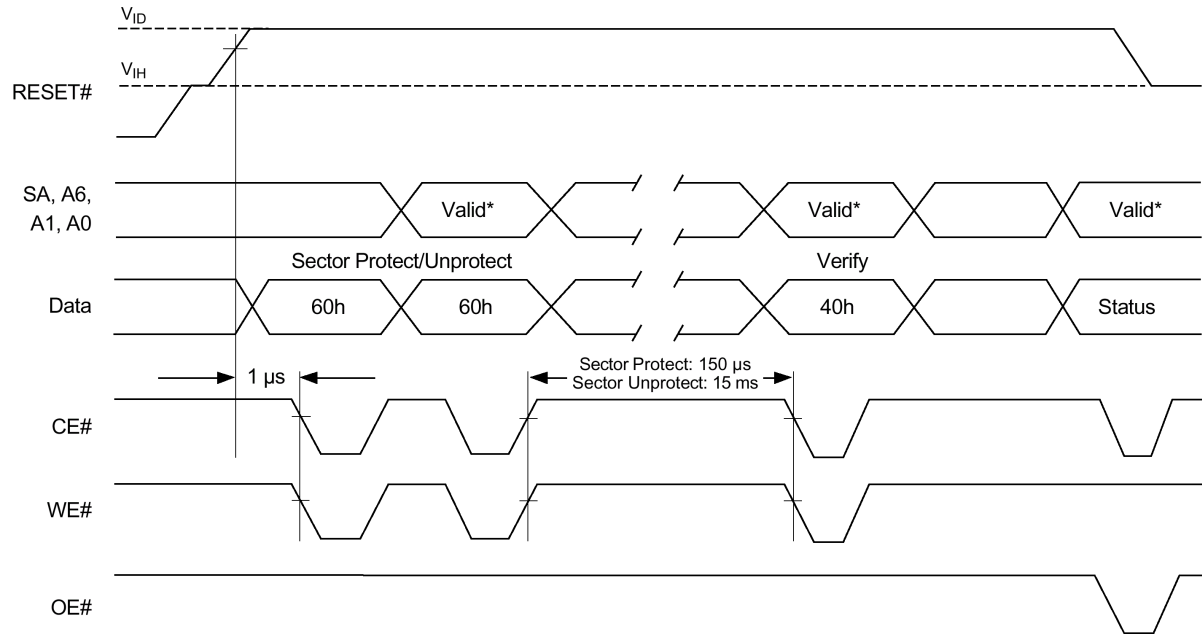 VID
VIH
RESET#
SA, A6,
A1, A0
Valid* Valid* Valid*
Sector Protect/Unprotect Verify
Data 60h 60h 40h Status
1 µs
Sector Protect: 150 µs
Sector Unprotect: 15 ms
CE#
WE#
OE#